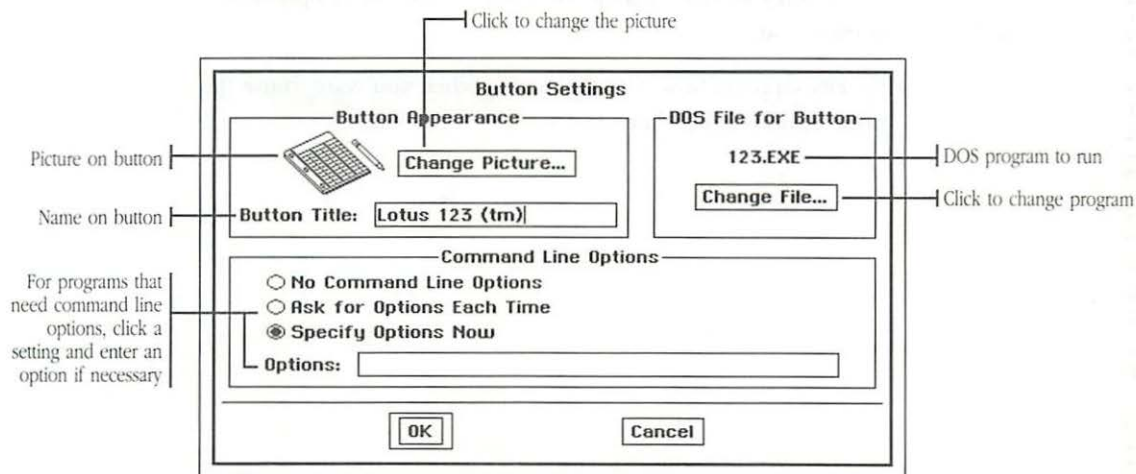 Click to change the picture
Button Settings
Button Appearance
DOS File for Button
Picture on button
Change Picture...
123.EXE
DOS program to run
Change File...
Click to change program
Name on button
Button Title: Lotus 123 (tm)
Command Line Options
No Command Line Options
Ask for Options Each Time
Specify Options Now
Options:
For programs that
need command line
options, click a
setting and enter an
option if necessary
OK
Cancel